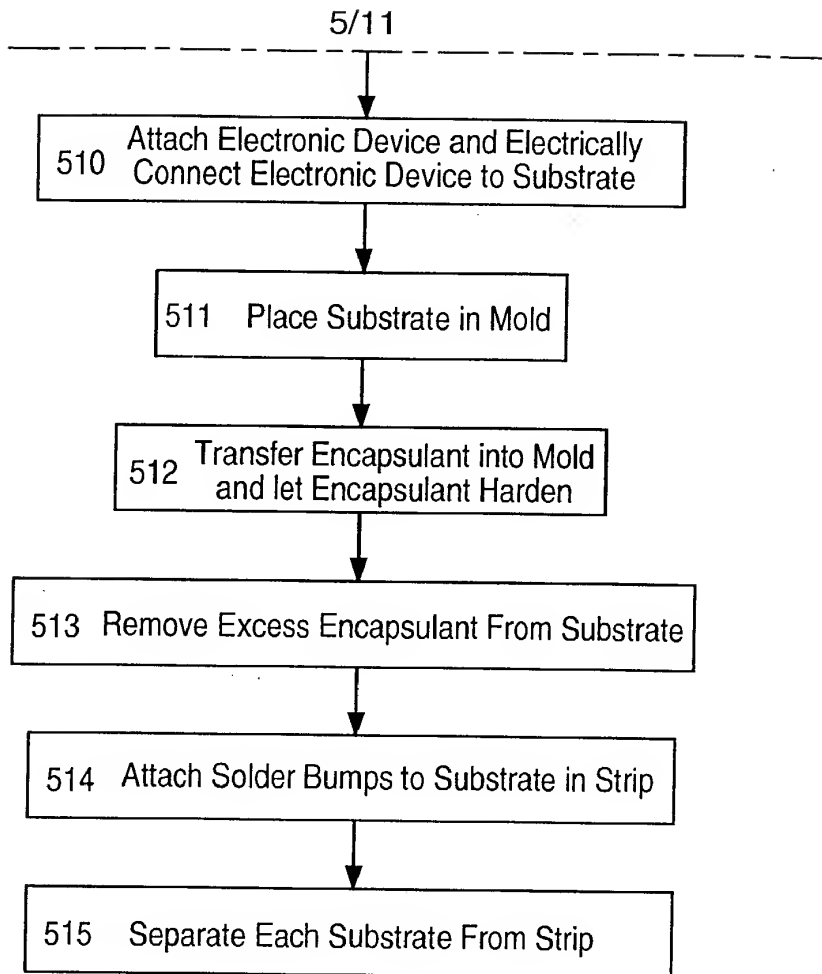 5/11
510 Attach Electronic Device and Electrically
Connect Electronic Device to Substrate
511 Place Substrate in Mold
512 Transfer Encapsulant into Mold
and let Encapsulant Harden
513 Remove Excess Encapsulant From Substrate
514 Attach Solder Bumps to Substrate in Strip
515 Separate Each Substrate From Strip